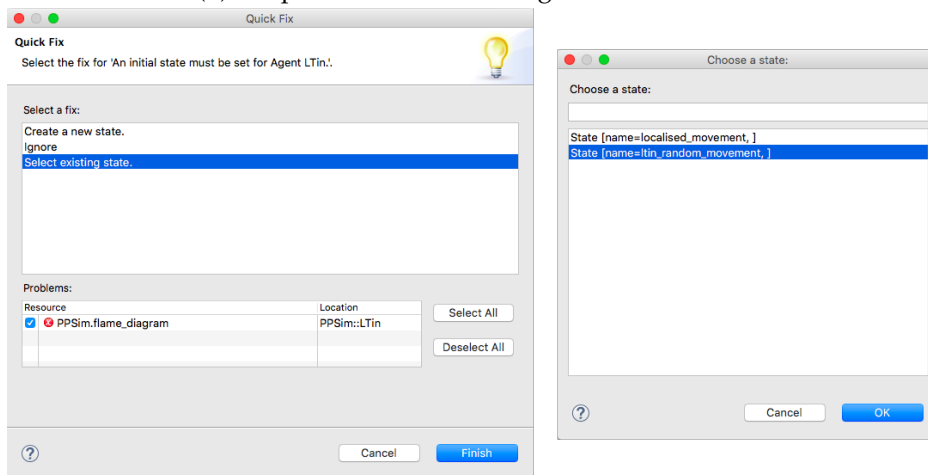 Quick Fix
Quick Fix
Select the fix for 'An initial state must be set for Agent LTin.'.
Select a fix:
Create a new state.
Ignore
Select existing state.
Problems:
Resource Location
PPSim.flame_diagram PPSim::LTin
Select All
Deselect All
? Cancel Finish
Choose a state:
Choose a state:
State [name=localised_movement, ]
State [name=ltin_random_movement, ]
? Cancel OK